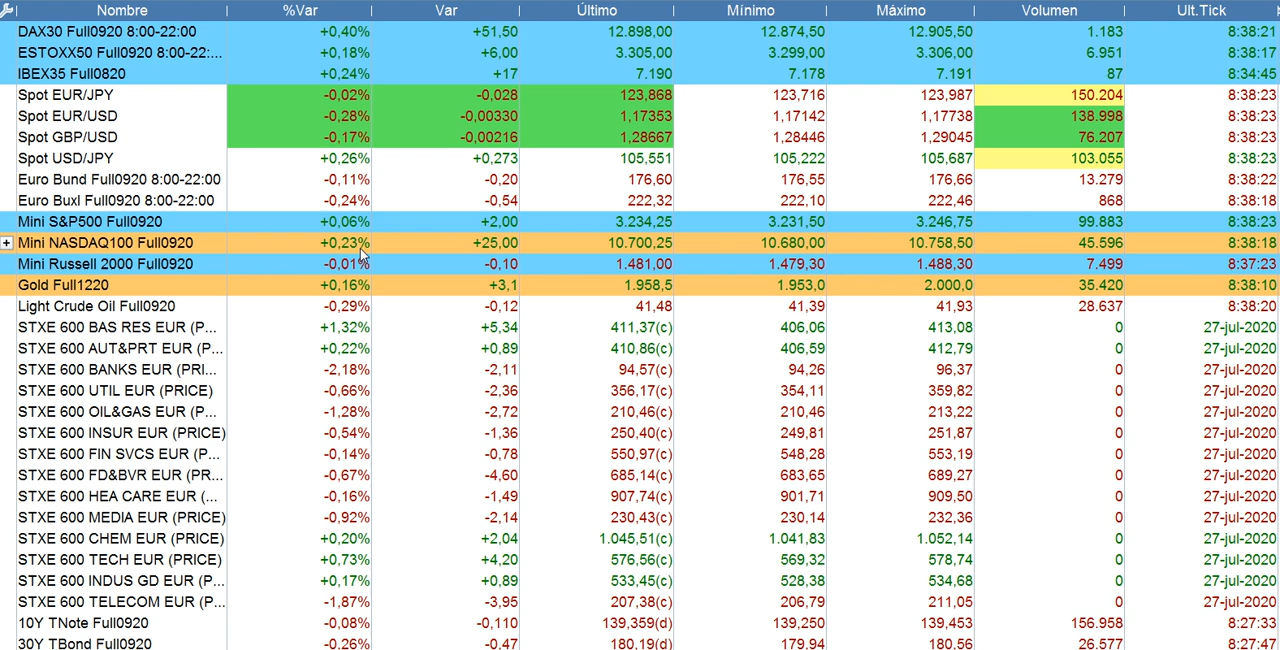 Nombre %Var Var Último Mínimo Máximo Volumen Ult.Tick
DAX30 Full0920 8:00-22:00 +0,40% +51,50 12.898,00 12.874,50 12.905,50 1.183 8:38:21
ESTOXX50 Full0920 8:00-22:... +0,18% +6,00 3.305,00 3.299,00 3.306,00 6.951 8:38:17
IBEX35 Full0820 +0,24% +17 7.190 7.178 7.191 87 8:34:45
Spot EUR/JPY -0,02% -0,028 123,868 123,716 123,987 150.204 8:38:23
Spot EUR/USD -0,28% -0,00330 1,17353 1,17142 1,17738 138.998 8:38:23
Spot GBP/USD -0,17% -0,00216 1,28667 1,28446 1,29045 76.207 8:38:23
Spot USD/JPY +0,26% +0,273 105,551 105,222 105,687 103.055 8:38:23
Euro Bund Full0920 8:00-22:00 -0,11% -0,20 176,60 176,55 176,66 13.279 8:38:22
Euro Buxl Full0920 8:00-22:00 -0,24% -0,54 222,32 222,10 222,46 868 8:38:18
Mini S&P500 Full0920 +0,06% +2,00 3.234,25 3.231,50 3.246,75 99.883 8:38:23
Mini NASDAQ100 Full0920 +0,23% +25,00 10.700,25 10.680,00 10.758,50 45.596 8:38:18
Mini Russell 2000 Full0920 -0,01% -0,10 1.481,00 1.479,30 1.488,30 7.499 8:37:23
Gold Full1220 +0,16% +3,1 1.958,5 1.953,0 2.000,0 35.420 8:38:10
Light Crude Oil Full0920 -0,29% -0,12 41,48 41,39 41,93 28.637 8:38:20
STXE 600 BAS RES EUR (P... +1,32% +5,34 411,37(c) 406,06 413,08 0 27-jul-2020
STXE 600 AUT&PRT EUR (P... +0,22% +0,89 410,86(c) 406,59 412,79 0 27-jul-2020
STXE 600 BANKS EUR (PRI... -2,18% -2,11 94,57(c) 94,26 96,37 0 27-jul-2020
STXE 600 UTIL EUR (PRICE) -0,66% -2,36 356,17(c) 354,11 359,82 0 27-jul-2020
STXE 600 OIL&GAS EUR (P... -1,28% -2,72 210,46(c) 210,46 213,22 0 27-jul-2020
STXE 600 INSUR EUR (PRICE) -0,54% -1,36 250,40(c) 249,81 251,87 0 27-jul-2020
STXE 600 FIN SVCS EUR (P... -0,14% -0,78 550,97(c) 548,28 553,19 0 27-jul-2020
STXE 600 FD&BVR EUR (PR... -0,67% -4,60 685,14(c) 683,65 689,27 0 27-jul-2020
STXE 600 HEA CARE EUR (... -0,16% -1,49 907,74(c) 901,71 909,50 0 27-jul-2020
STXE 600 MEDIA EUR (PRICE) -0,92% -2,14 230,43(c) 230,14 232,36 0 27-jul-2020
STXE 600 CHEM EUR (PRICE) +0,20% +2,04 1.045,51(c) 1.041,83 1.052,14 0 27-jul-2020
STXE 600 TECH EUR (PRICE) +0,73% +4,20 576,56(c) 569,32 578,74 0 27-jul-2020
STXE 600 INDUS GD EUR (P... +0,17% +0,89 533,45(c) 528,38 534,68 0 27-jul-2020
STXE 600 TELECOM EUR (P... -1,87% -3,95 207,38(c) 206,79 211,05 0 27-jul-2020
10Y TNote Full0920 -0,08% -0,110 139,359(d) 139,250 139,453 156.958 8:27:33
30Y TBond Full0920 -0,26% -0,47 180,19(d) 179,94 180,56 26.577 8:27:47